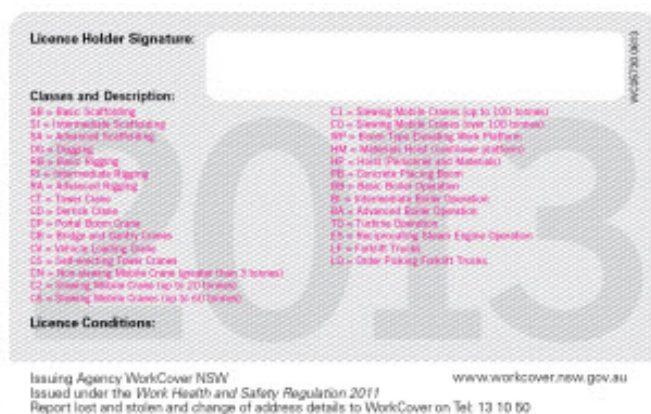 Licence Holder Signature:
WC06730 0613
Classes and Description:
SB = Basic Scaffolding
SI = Intermediate Scaffolding
SA = Advanced Scaffolding
DG = Dogging
RB = Basic Rigging
RI = Intermediate Rigging
RA = Advanced Rigging
CT = Tower Crane
CD = Derrick Crane
CP = Portal Boom Crane
CB = Bridge and Gantry Cranes
CV = Vehicle Loading Crane
CS = Self-erecting Tower Cranes
CN = Non-slewing Mobile Crane (greater than 3 tonnes)
C2 = Slewing Mobile Crane (up to 20 tonnes)
C6 = Slewing Mobile Cranes (up to 60 tonnes)
C1 = Slewing Mobile Cranes (up to 100 tonnes)
C0 = Slewing Mobile Cranes (over 100 tonnes)
WP = Boom Type Elevating Work Platform
HM = Materials Hoist (cantilever platform)
HP = Hoist (Personnel and Materials)
PB = Concrete Placing Boom
BB = Basic Boiler Operation
BI = Intermediate Boiler Operation
BA = Advanced Boiler Operation
TO = Turbine Operation
ES = Reciprocating Steam Engine Operation
LF = Forklift Trucks
LO = Order Picking Forklift Trucks
2013
Licence Conditions:
Issuing Agency WorkCover NSW
www.workcover.nsw.gov.au
Issued under the Work Health and Safety Regulation 2011
Report lost and stolen and change of address details to WorkCover on Tel: 13 10 50